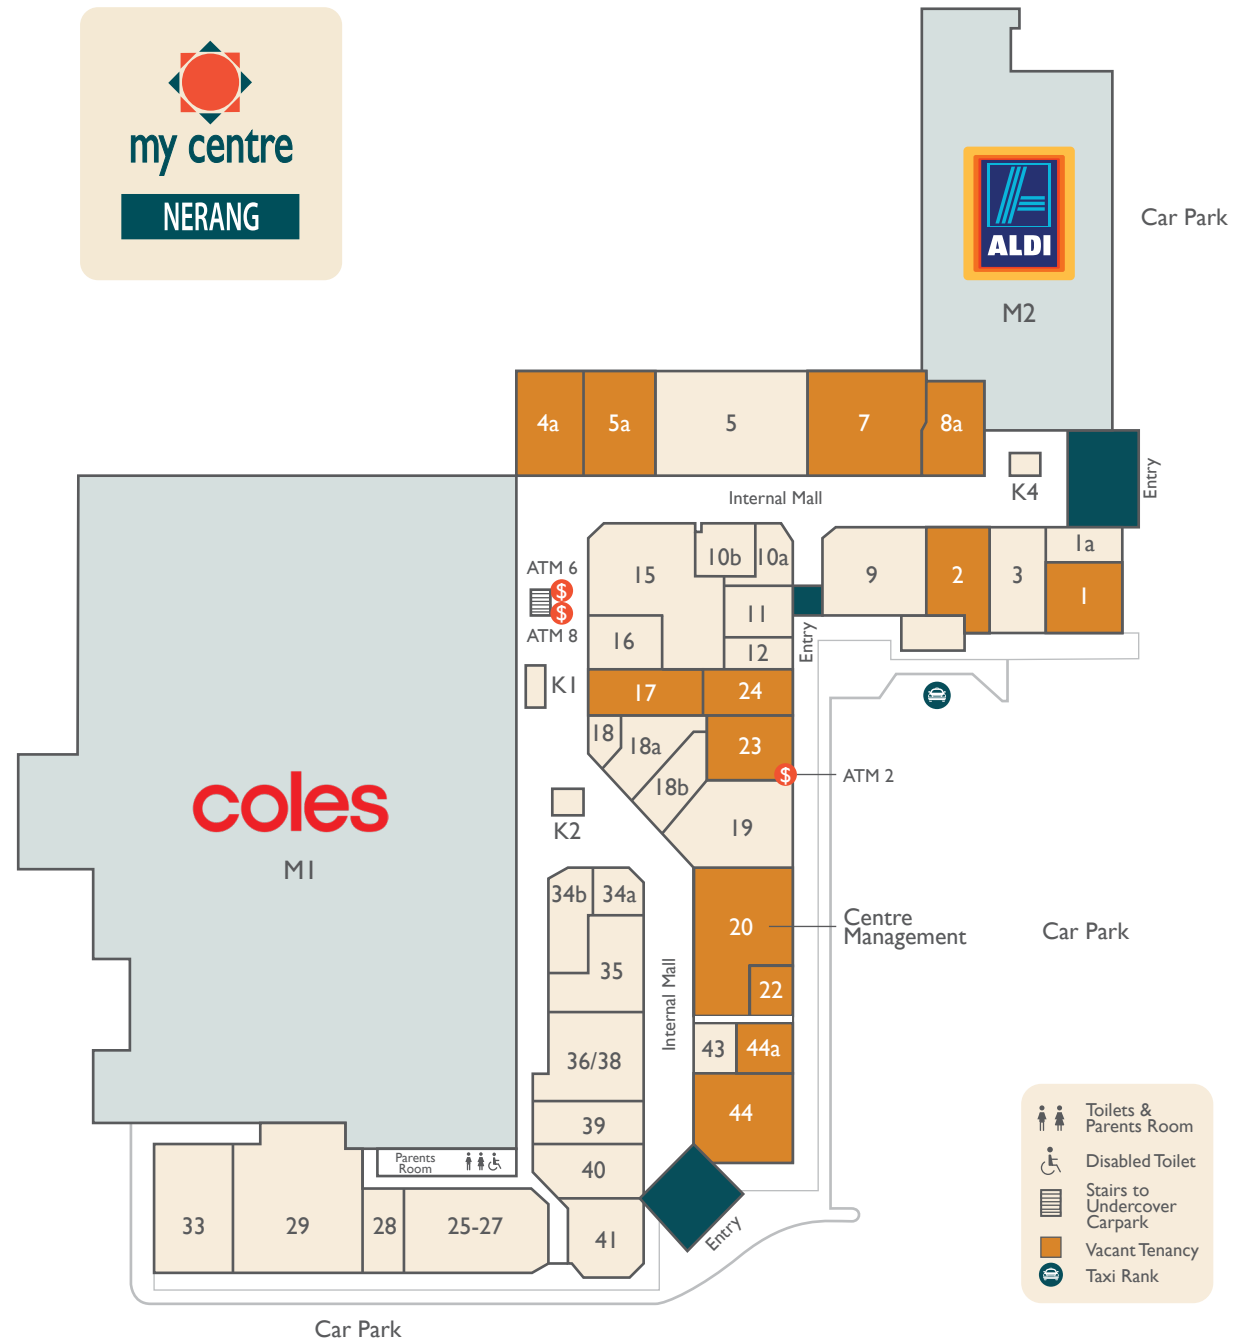 my centre
NERANG
ALDI
M2
Car Park
4a
5a
5
7
8a
K4
Entry
Internal Mall
15
10b
10a
11
12
16
9
2
3
1a
1
Entry
ATM 6
$
$
ATM 8
K1
17
24
18
18a
18b
23
$
ATM 2
19
K2
coles
M1
34b
34a
35
36/38
39
40
41
Internal Mall
20
Centre
Management
22
43
44a
44
Car Park
Entry
Parents
Room
33
29
28
25-27
Car Park
Toilets &
Parents Room
Disabled Toilet
Stairs to
Undercover
Carpark
Vacant Tenancy
Taxi Rank